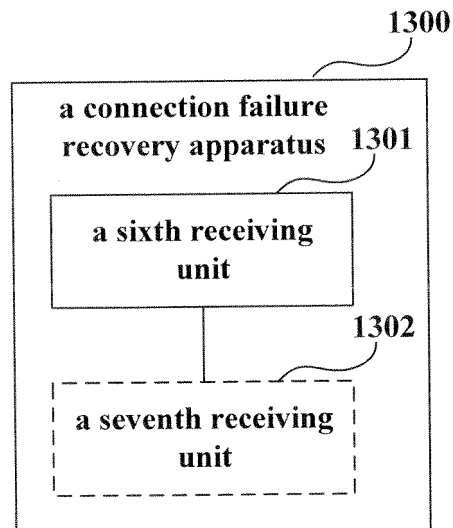 1300
a connection failure
recovery apparatus
1301
a sixth receiving
unit
1302
a seventh receiving
unit